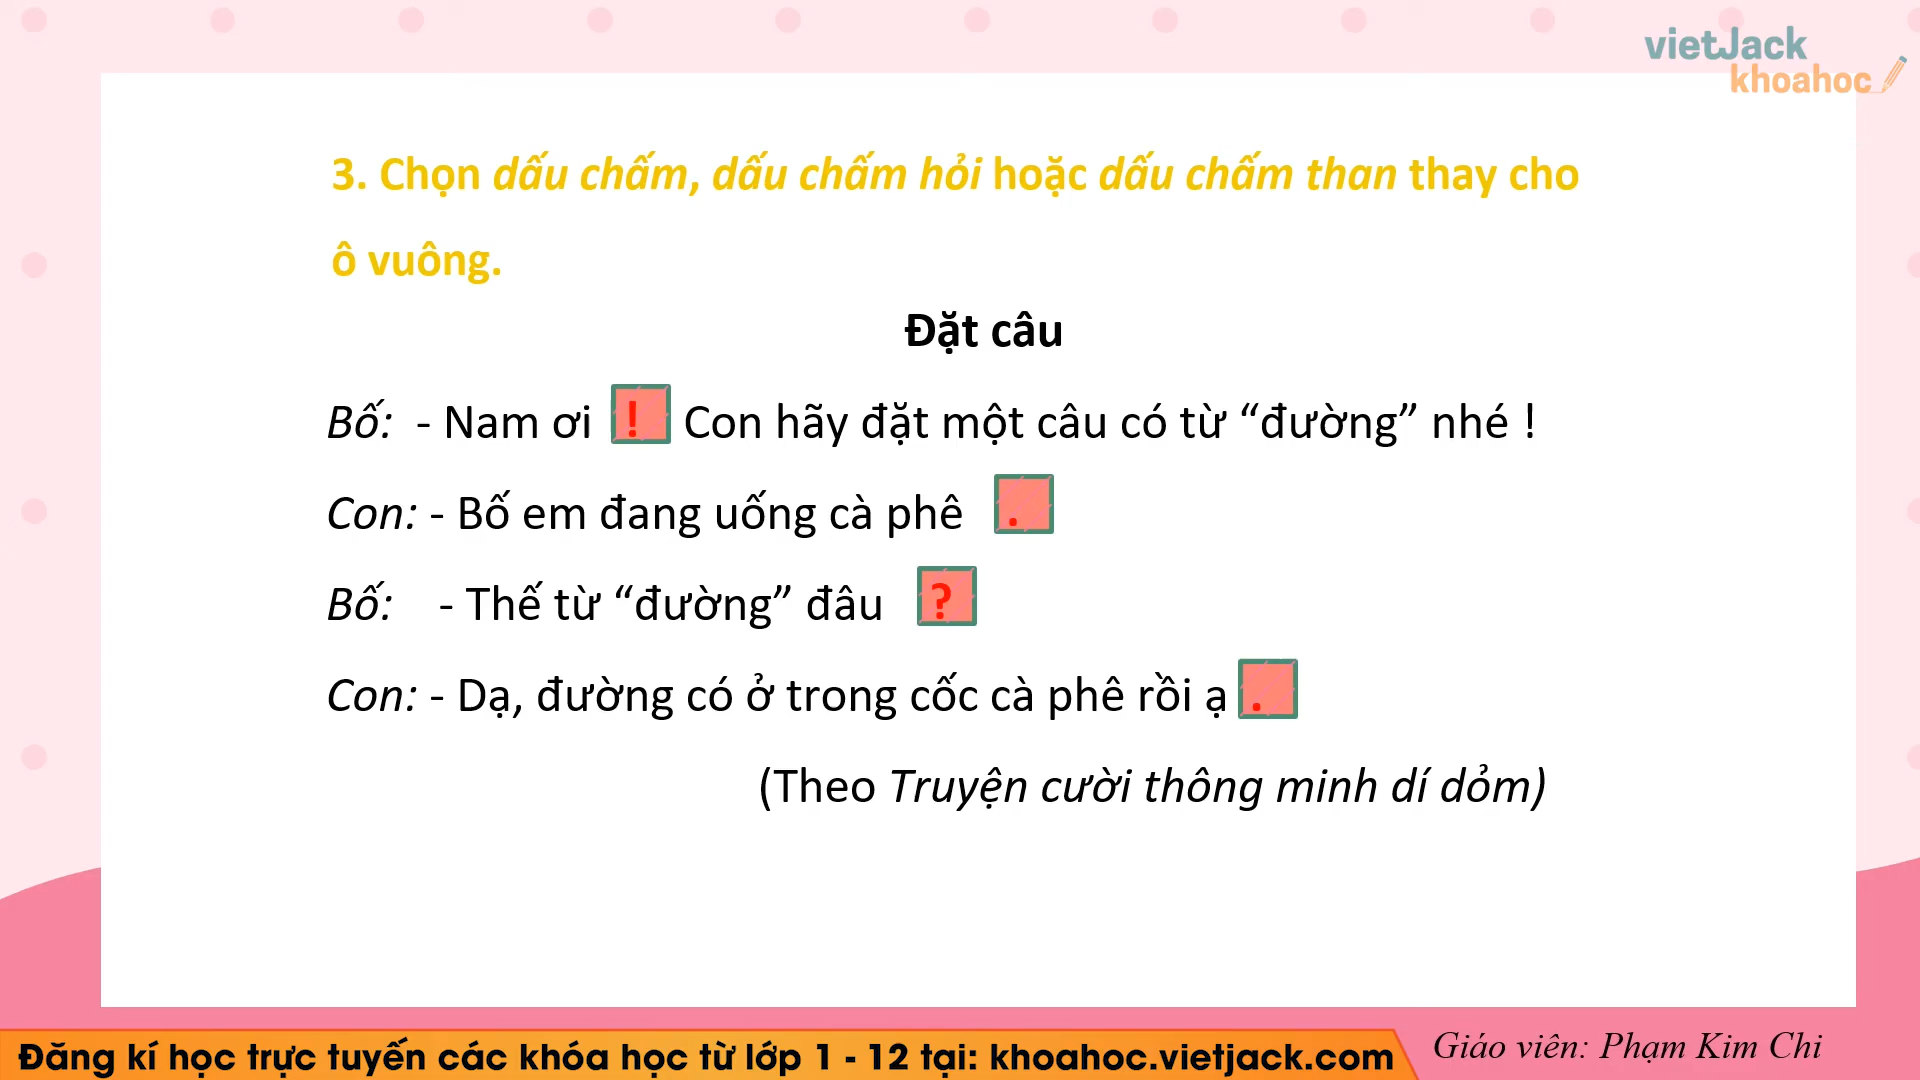 vietJack
khoahoc
3. Chọn dấu chấm, dấu chấm hỏi hoặc dấu chấm than thay cho
ô vuông.
Đặt câu
Bố: - Nam ơi ! Con hãy đặt một câu có từ “đường” nhé !
Con: - Bố em đang uống cà phê .
Bố: - Thế từ “đường” đâu ?
Con: - Dạ, đường có ở trong cốc cà phê rồi ạ .
(Theo Truyện cười thông minh dí dỏm)
Đăng kí học trực tuyến các khóa học từ lớp 1 - 12 tại: khoahoc.vietjack.com
Giáo viên: Phạm Kim Chi